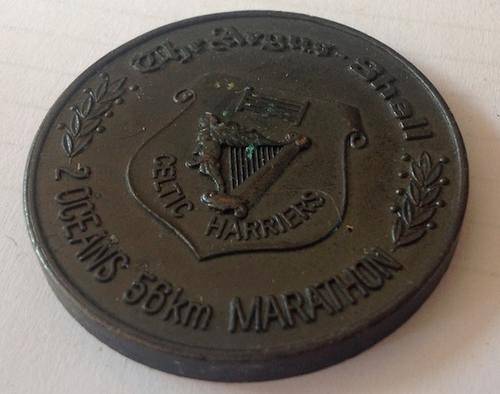 The Argus · Shell
CELTIC HARRIERS
2 OCEANS 56km MARATHON